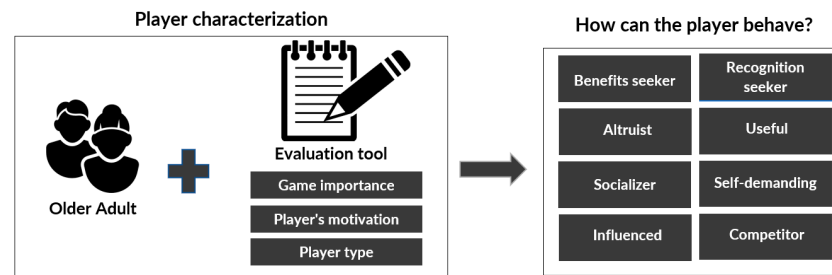 Player characterization
How can the player behave?
Older Adult
Evaluation tool
Game importance
Player's motivation
Player type
Benefits seeker
Recognition
seeker
Altruist
Useful
Socializer
Self-demanding
Influenced
Competitor